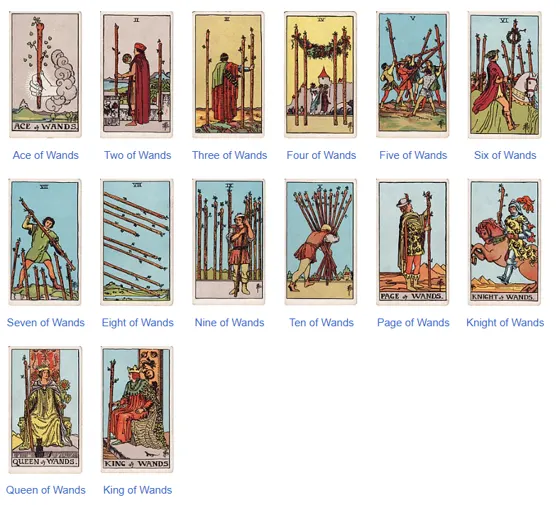 II III IV V VI
ACE of WANDS.
Ace of Wands Two of Wands Three of Wands Four of Wands Five of Wands Six of Wands
VII VIII IX X
PAGE of WANDS. KNIGHT of WANDS.
Seven of Wands Eight of Wands Nine of Wands Ten of Wands Page of Wands Knight of Wands
QUEEN of WANDS. KING of WANDS.
Queen of Wands King of Wands